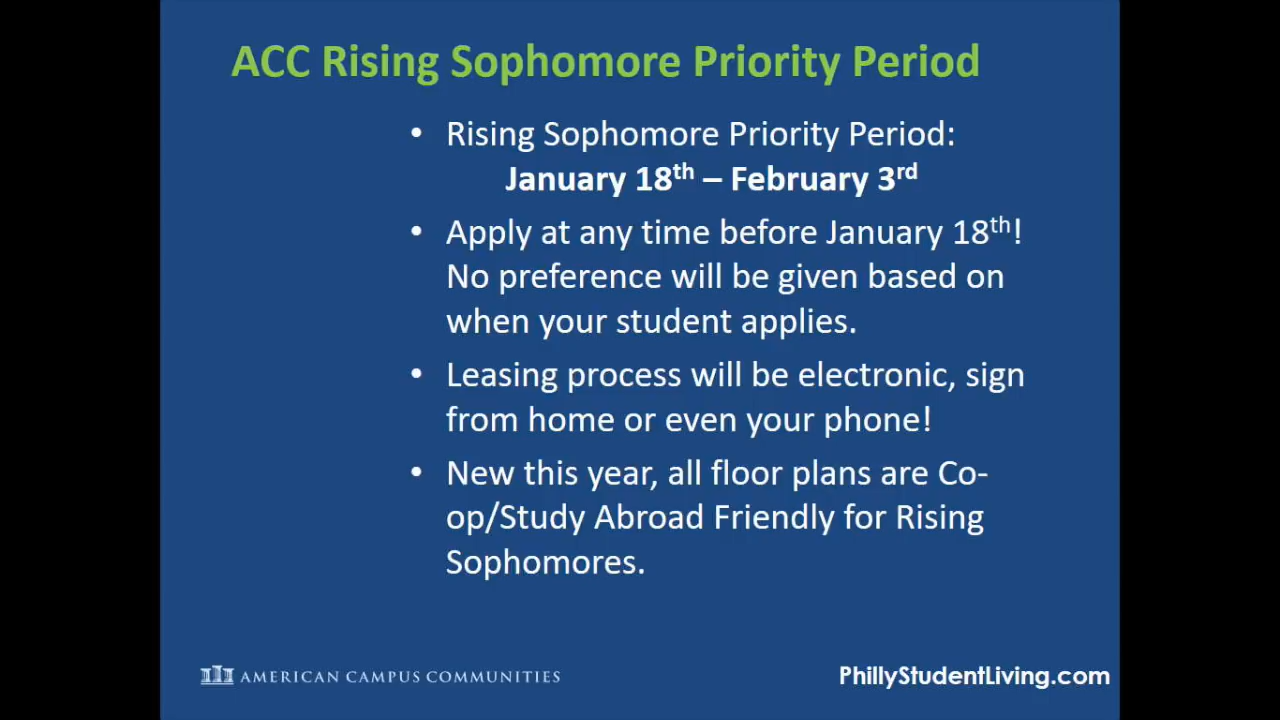 ACC Rising Sophomore Priority Period
• Rising Sophomore Priority Period:
January 18th – February 3rd
• Apply at any time before January 18th!
No preference will be given based on
when your student applies.
• Leasing process will be electronic, sign
from home or even your phone!
• New this year, all floor plans are Co-
op/Study Abroad Friendly for Rising
Sophomores.
AMERICAN CAMPUS COMMUNITIES
PhillyStudentLiving.com